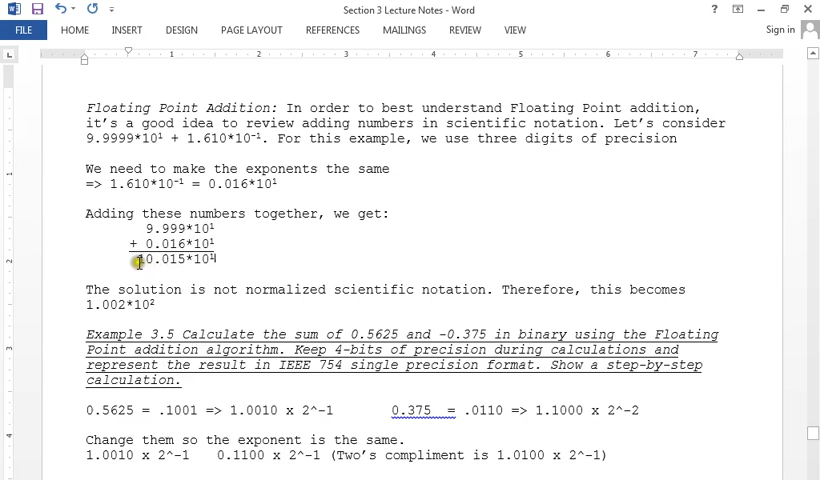 Section 3 Lecture Notes - Word
FILE HOME INSERT DESIGN PAGE LAYOUT REFERENCES MAILINGS REVIEW VIEW Sign in
1 2 3 4 5 6 7
Floating Point Addition: In order to best understand Floating Point addition,
it's a good idea to review adding numbers in scientific notation. Let's consider
9.9999*10¹ + 1.610*10⁻¹. For this example, we use three digits of precision
We need to make the exponents the same
=> 1.610*10⁻¹ = 0.016*10¹
Adding these numbers together, we get:
9.999*10¹
+ 0.016*10¹
10.015*10¹
The solution is not normalized scientific notation. Therefore, this becomes
1.002*10²
Example 3.5 Calculate the sum of 0.5625 and -0.375 in binary using the Floating
Point addition algorithm. Keep 4-bits of precision during calculations and
represent the result in IEEE 754 single precision format. Show a step-by-step
calculation.
0.5625 = .1001 => 1.0010 x 2^-1 0.375 = .0110 => 1.1000 x 2^-2
Change them so the exponent is the same.
1.0010 x 2^-1 0.1100 x 2^-1 (Two's compliment is 1.0100 x 2^-1)